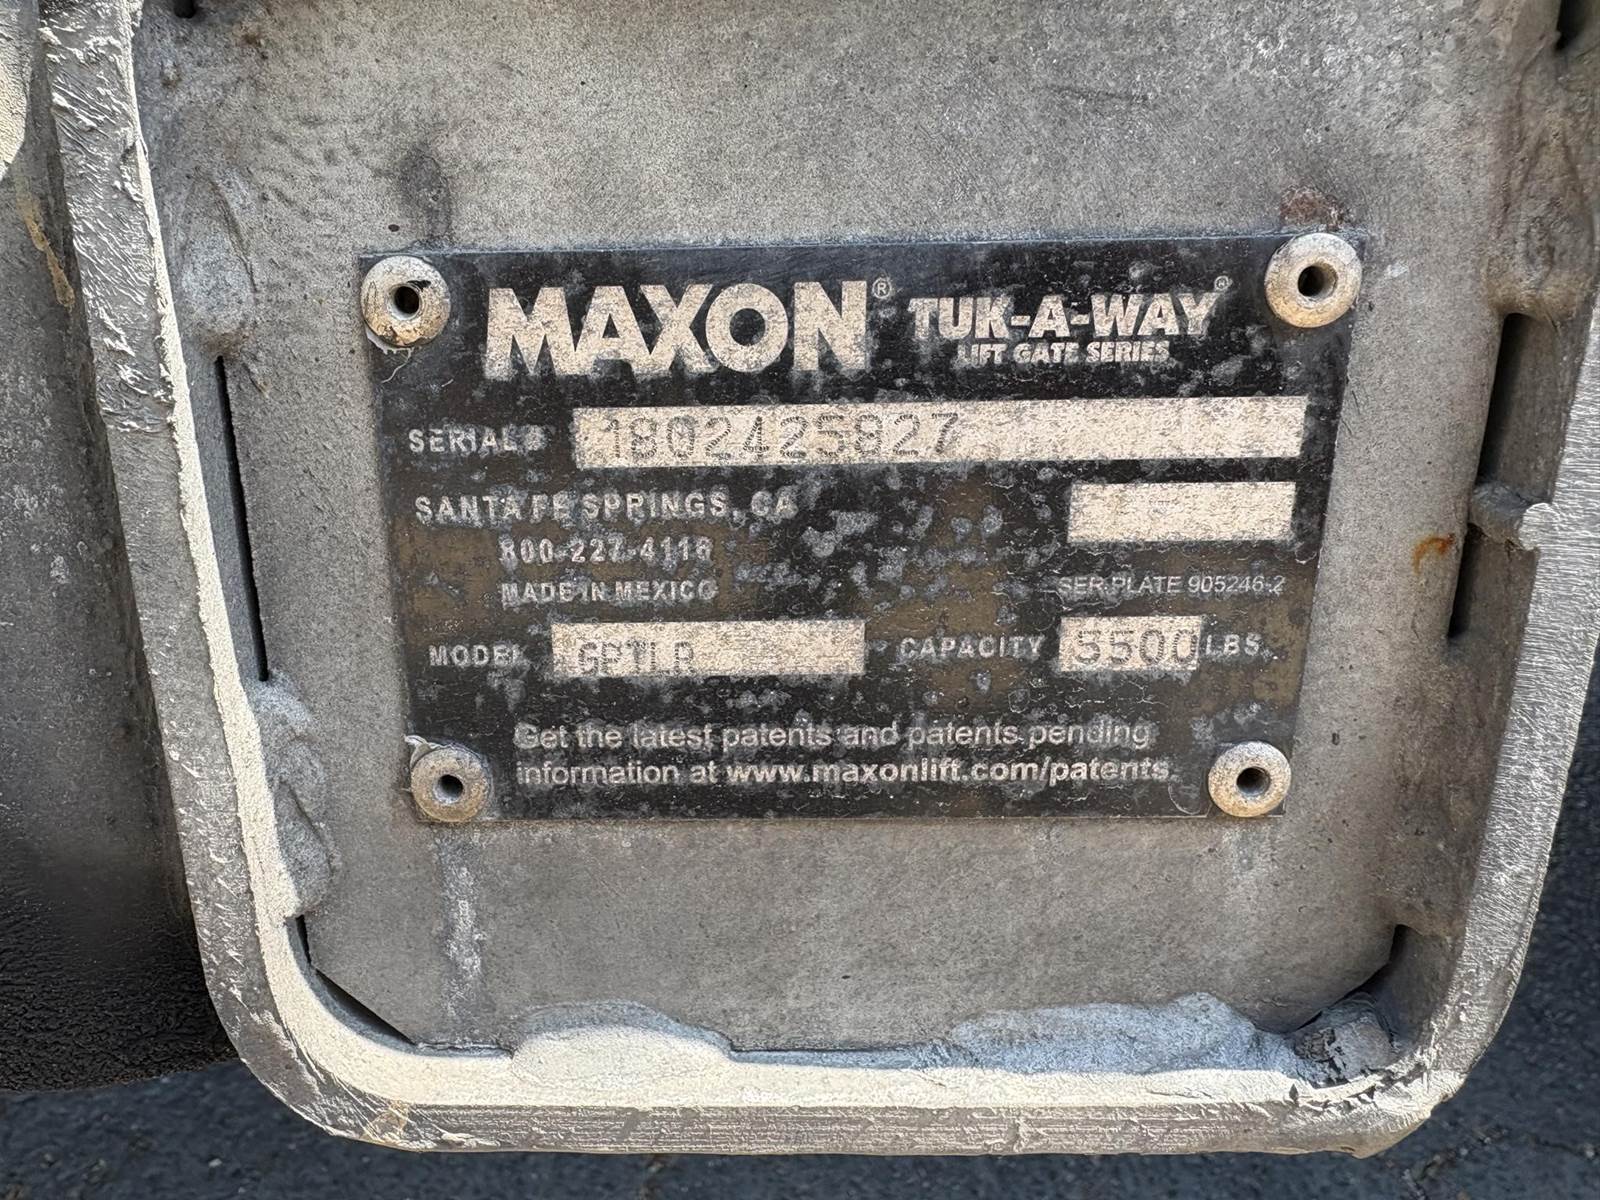 MAXON® TUK-A-WAY®
LIFT GATE SERIES
SERIAL# 1802425827
SANTA FE SPRINGS, CA
800-227-4116
MADE IN MEXICO
SER.PLATE 905246-2
MODEL GPTLR CAPACITY 5500 LBS.
Get the latest patents and patents pending
information at www.maxonlift.com/patents.